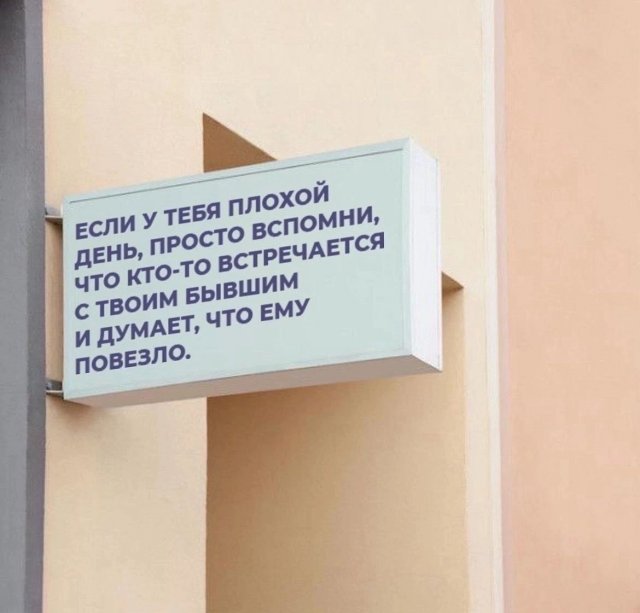 ЕСЛИ У ТЕБЯ ПЛОХОЙ
ДЕНЬ, ПРОСТО ВСПОМНИ,
ЧТО КТО-ТО ВСТРЕЧАЕТСЯ
С ТВОИМ БЫВШИМ
И ДУМАЕТ, ЧТО ЕМУ
ПОВЕЗЛО.